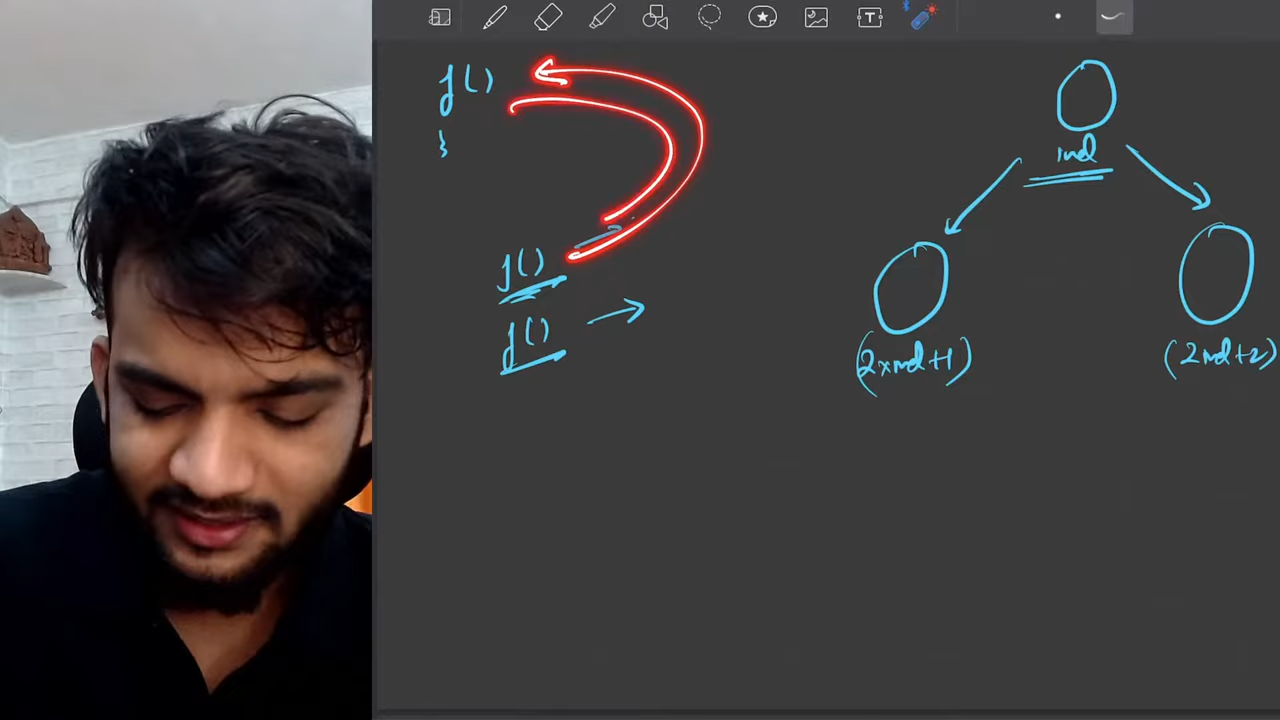 f()
}
f()
f()
ind
(2×ind+1)
(2ind+2)
T